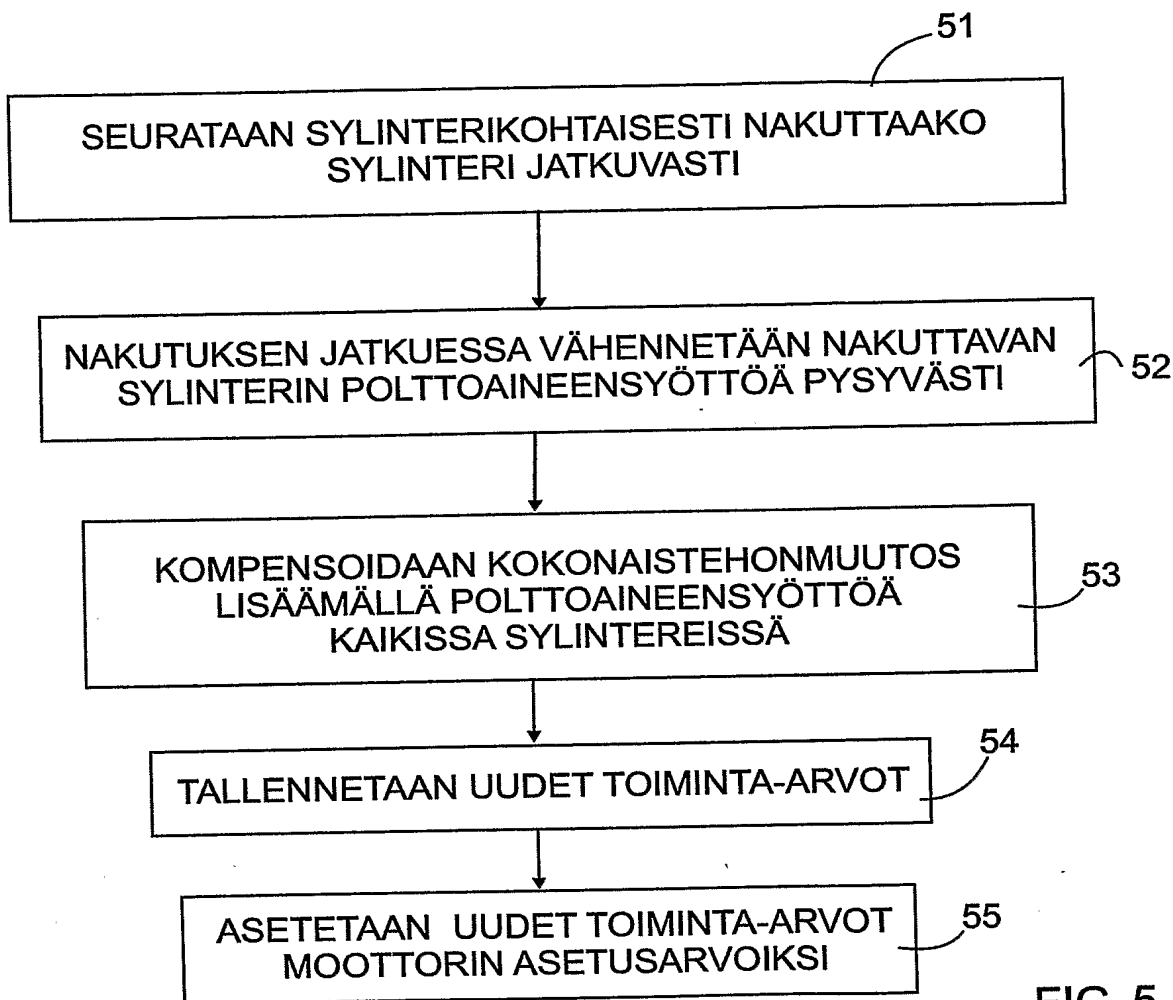 51
SEURATAAN SYLINTERIKOHTAISESTI NAKUTTAAKO
SYLINTERI JATKUVASTI
NAKUTUKSEN JATKUESSA VÄHENNETÄÄN NAKUTTAVAN
SYLINTERIN POLTTOAINEENSYÖTTÖÄ PYSYVÄSTI
52
KOMPENSOIDAAN KOKONAISTEHONMUUTOS
LISÄÄMÄLLÄ POLTTOAINEENSYÖTTÖÄ
KAIKISSA SYLINTEREISSÄ
53
54
TALLENNETAAN UUDET TOIMINTA-ARVOT
ASETETAAN UUDET TOIMINTA-ARVOT
MOOTTORIN ASETUSARVOIKSI
55
FIG. 5